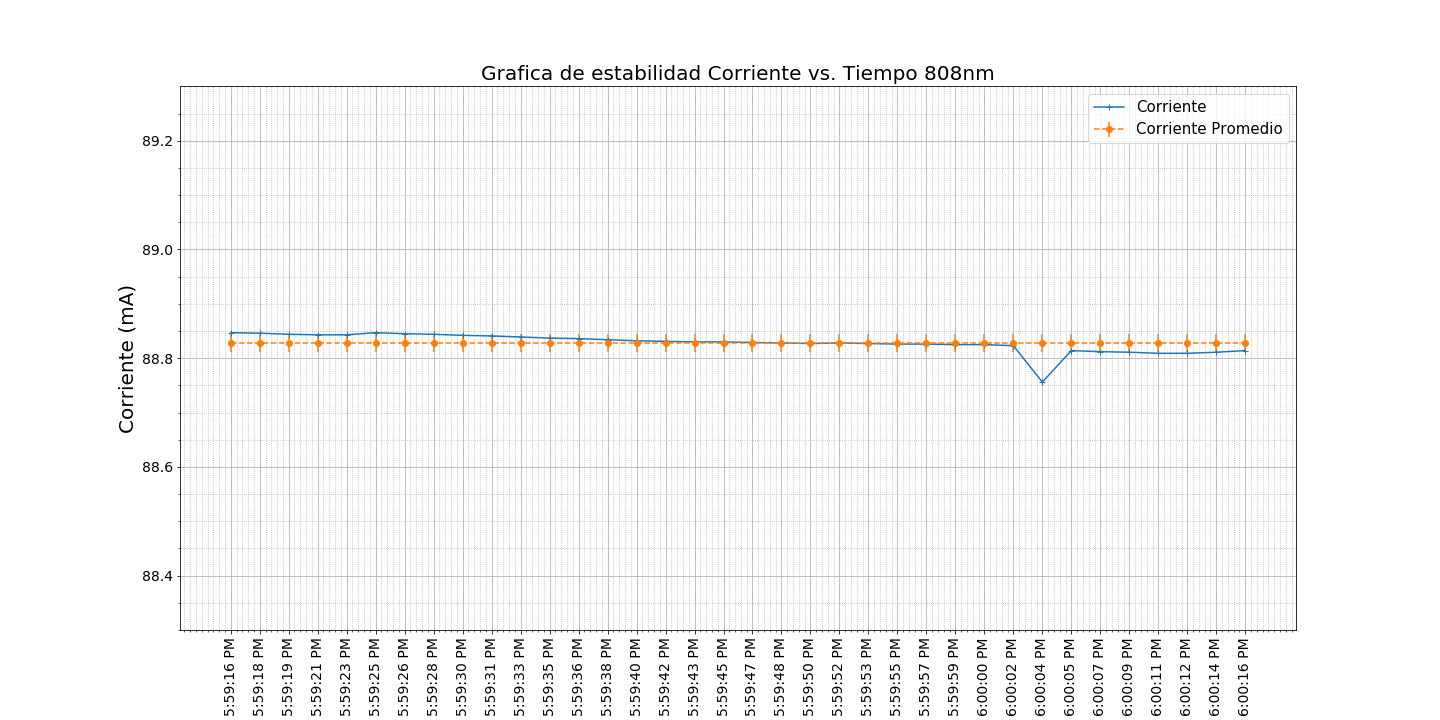 Grafica de estabilidad Corriente vs. Tiempo 808nm
Corriente
Corriente Promedio
Corriente (mA)
89.2
89.0
88.8
88.6
88.4
5:59:16 PM
5:59:18 PM
5:59:19 PM
5:59:21 PM
5:59:23 PM
5:59:25 PM
5:59:26 PM
5:59:28 PM
5:59:30 PM
5:59:31 PM
5:59:33 PM
5:59:35 PM
5:59:36 PM
5:59:38 PM
5:59:40 PM
5:59:42 PM
5:59:43 PM
5:59:45 PM
5:59:47 PM
5:59:48 PM
5:59:50 PM
5:59:52 PM
5:59:53 PM
5:59:55 PM
5:59:57 PM
5:59:59 PM
6:00:00 PM
6:00:02 PM
6:00:04 PM
6:00:05 PM
6:00:07 PM
6:00:09 PM
6:00:11 PM
6:00:12 PM
6:00:14 PM
6:00:16 PM